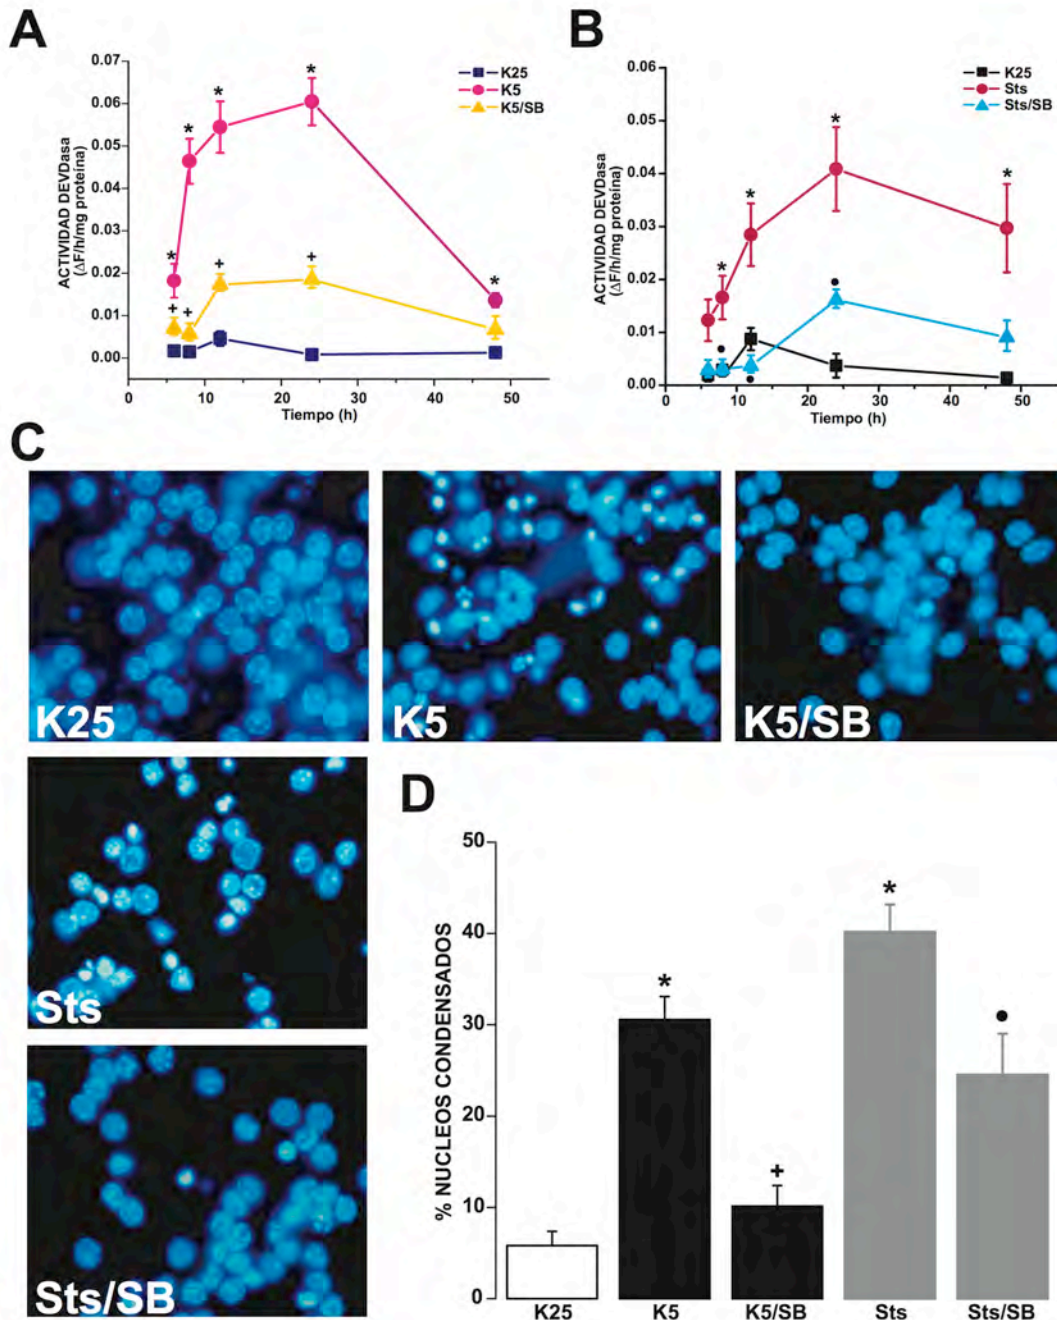 A
ACTIVIDAD DEVDasa
(ΔF/h/mg proteína)
0.07
0.06
0.05
0.04
0.03
0.02
0.01
0.00
0
10
20
30
40
50
Tiempo (h)
K25
K5
K5/SB
*
*
*
*
*
+
+
+
+
B
ACTIVIDAD DEVDasa
(ΔF/h/mg proteína)
0.06
0.05
0.04
0.03
0.02
0.01
0.00
0
10
20
30
40
50
Tiempo (h)
K25
Sts
Sts/SB
*
*
*
*
•
•
•
C
K25
K5
K5/SB
Sts
Sts/SB
D
% NUCLEOS CONDENSADOS
50
40
30
20
10
0
*
+
*
•
K25
K5
K5/SB
Sts
Sts/SB